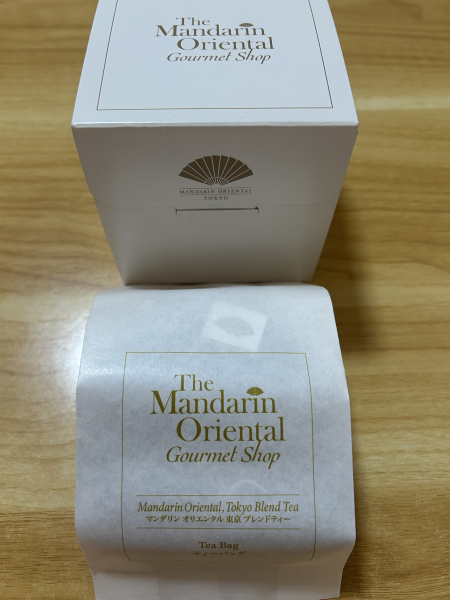 The
Mandarin
Oriental
Gourmet Shop
MANDARIN ORIENTAL
TOKYO
The
Mandarin
Oriental
Gourmet Shop
Mandarin Oriental, Tokyo Blend Tea
マンダリン オリエンタル 東京 ブレンドティー
Tea Bag
ティーバッグ